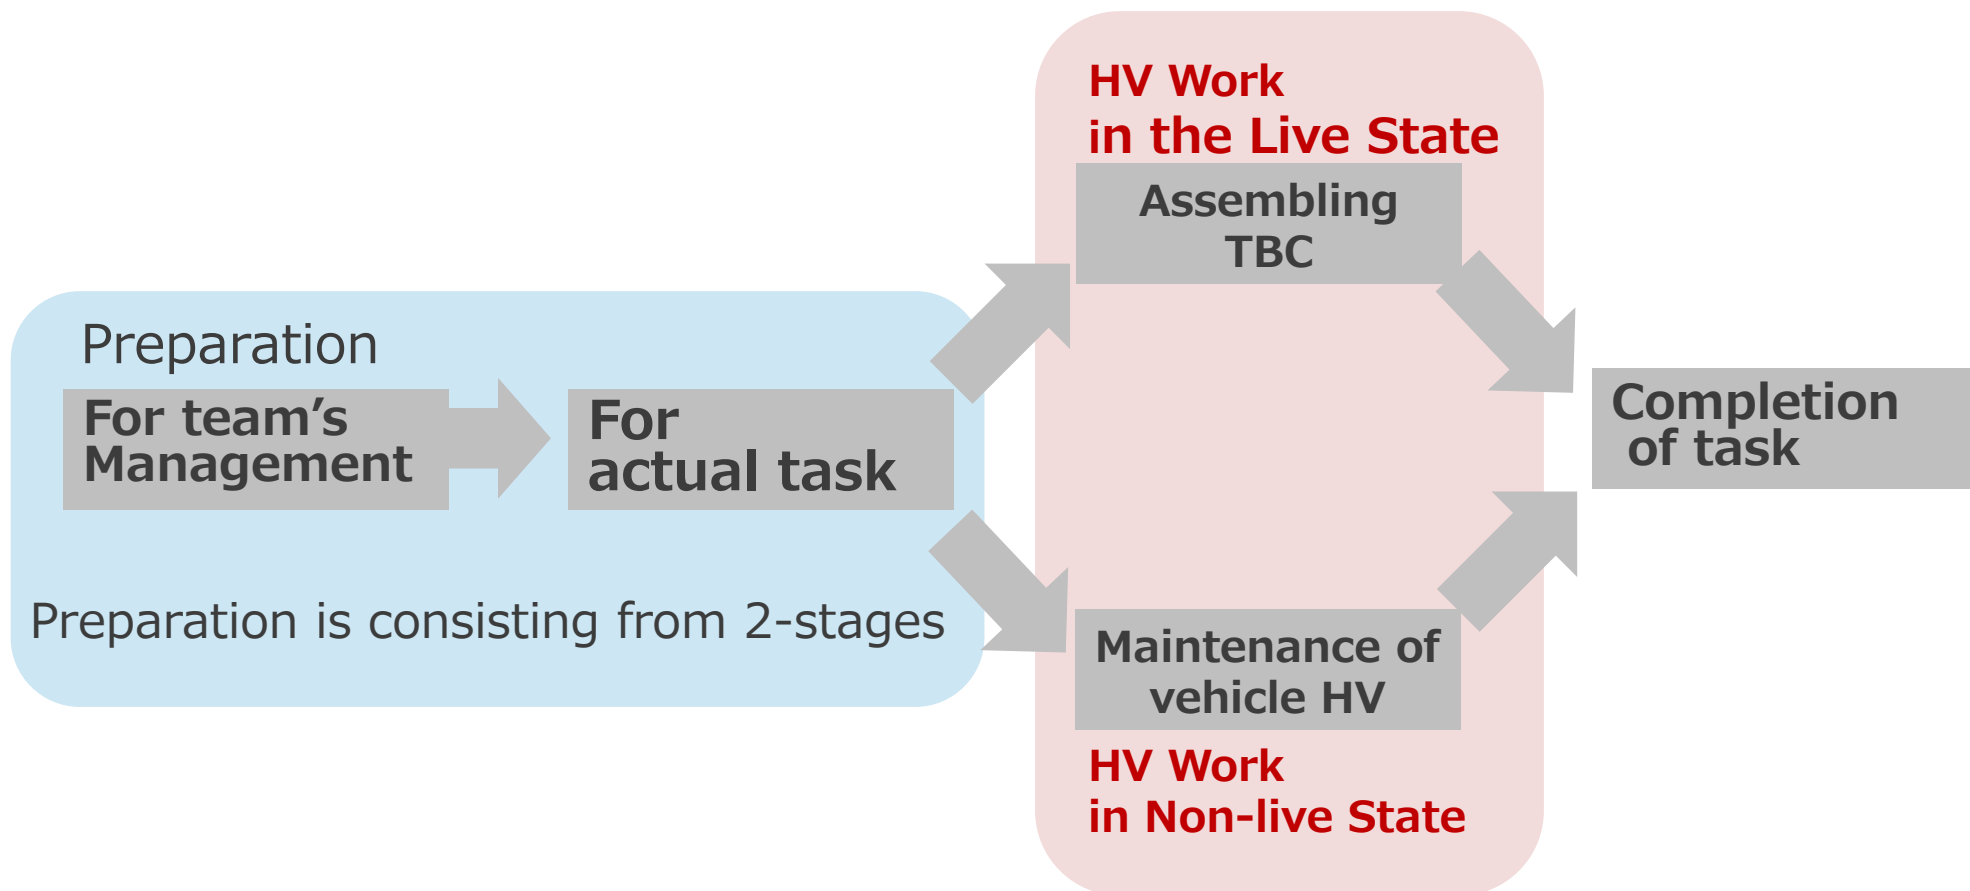 Preparation
For team’s
Management
For
actual task
Preparation is consisting from 2-stages
HV Work
in the Live State
Assembling
TBC
Maintenance of
vehicle HV
HV Work
in Non-live State
Completion
of task